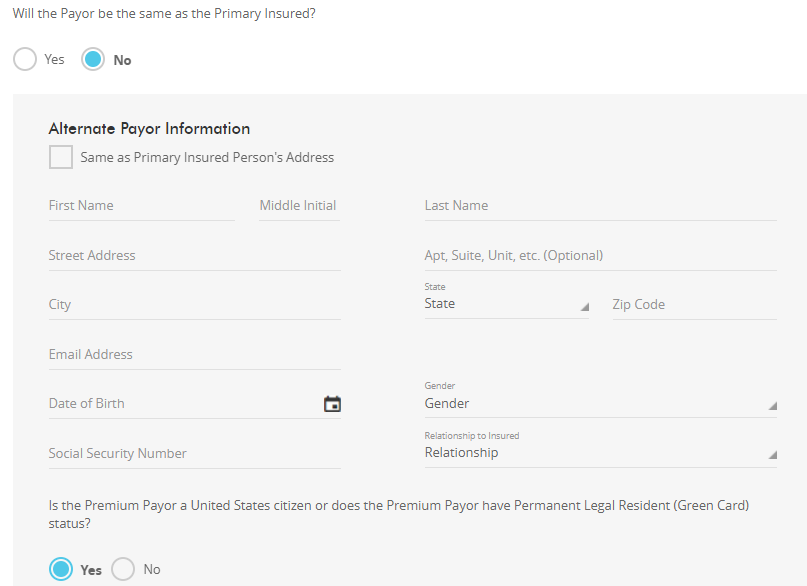 Will the Payor be the same as the Primary Insured?
Yes No
Alternate Payor Information
Same as Primary Insured Person's Address
First Name Middle Initial Last Name
Street Address Apt, Suite, Unit, etc. (Optional)
State
City State Zip Code
Email Address
Gender
Date of Birth Gender
Relationship to Insured
Social Security Number Relationship
Is the Premium Payor a United States citizen or does the Premium Payor have Permanent Legal Resident (Green Card)
status?
Yes No